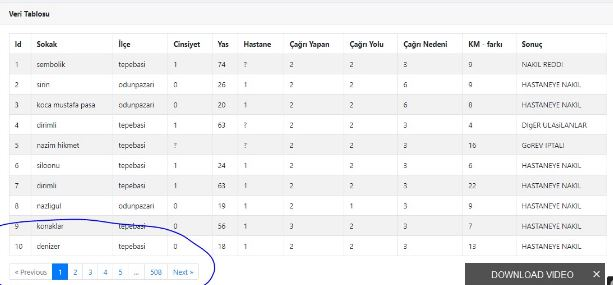 Veri Tablosu
Id Sokak İlçe Cinsiyet Yas Hastane Çağrı Yapan Çağrı Yolu Çağrı Nedeni KM - farkı Sonuç
1 sembolik tepebasi 1 74 ? 2 2 3 9 NAKIL REDDI
2 sirin odunpazari 0 26 1 2 2 6 9 HASTANEYE NAKIL
3 koca mustafa pasa odunpazari 0 20 1 2 2 6 8 HASTANEYE NAKIL
4 dirimli tepebasi 1 63 ? 2 2 3 4 DIgER ULAsILANLAR
5 nazim hikmet tepebasi ? ? ? 2 2 3 16 GoREV IPTALI
6 siloonu tepebasi 1 24 1 2 2 3 6 HASTANEYE NAKIL
7 dirimli tepebasi 1 63 1 2 2 3 22 HASTANEYE NAKIL
8 nazligul odunpazari 0 19 1 2 1 3 9 HASTANEYE NAKIL
9 konaklar tepebasi 0 56 1 3 2 3 7 HASTANEYE NAKIL
10 denizer tepebasi 0 18 1 2 2 3 13 HASTANEYE NAKIL
« Previous 1 2 3 4 5 ... 508 Next »
DOWNLOAD VIDEO ×